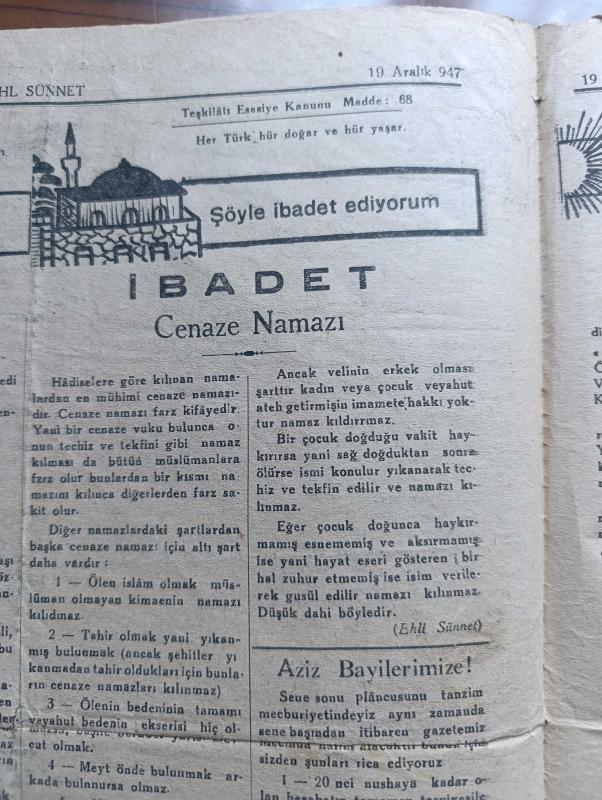 HL SÜNNET
19 Aralık 947
Teşkilâtı Esasiye Kanunu Madde: 68
Her Türk hür doğar ve hür yaşar.
Şöyle ibadet ediyorum
İBADET
Cenaze Namazı
Hâdiselere göre kılınan nama-
lardan en mühimi cenaze namazı-
dır. Cenaze namazı farz kifâyedir.
Yani bir cenaze vuku bulunca o
nun techiz ve tekfini gibi namaz
kılması da bütün müslümanlara
fzrz olur bunlardan bir kısmı na
mazını kılınca diğerlerden farz sa-
kit olur.
Diğer namazlardaki şartlardan
başka cenaze namazı için altı şart
daha vardır :
1 — Ölen islâm olmak müs-
lüman olmayan kimsenin namazı
kılıdmaz.
2 — Tahir olmak yani yıkan-
mış bulunmak (ancak şehitler yı
kanmadan tahir oldukları için bunla-
rın cenaze namazları kılınmaz)
3 — Ölenin bedeninin tamamı
veyahut bedenin ekserisi hiç ol-
cut olmak.
4 — Meyt önde bulunmak ar-
kada bulnnursa olmaz.
Ancak velinin erkek olması
şarttır kadın veya çocuk veyahut
ateh getirmişin imamete hakkı yok-
tur namaz kıldırrmaz.
Bir çocuk doğduğu vakit hay-
kırırsa yani sağ doğduktan sonra
ölürse ismi konulur yıkanarak tec-
hiz ve tekfin edilir ve namazı kı-
lınmaz.
Eğer çocuk doğunca haykır-
mamış esnememiş ve aksırmamış
ise yani hayat eseri gösteren bir
hal zuhur etmemiş ise isim verile-
rek gusül edilir namazı kılınmaz.
Düşük dahi böyledir.
(Ehli Sünnet)
Aziz Bayilerimize!
Sene sonu plâncusunu tanzim
mecburiyetindeyiz aynı zamanda
sene başından itibaren gazetemiz
sizden şunları rica ediyoruz
1 — 20 nci nushaya kadar o-
19